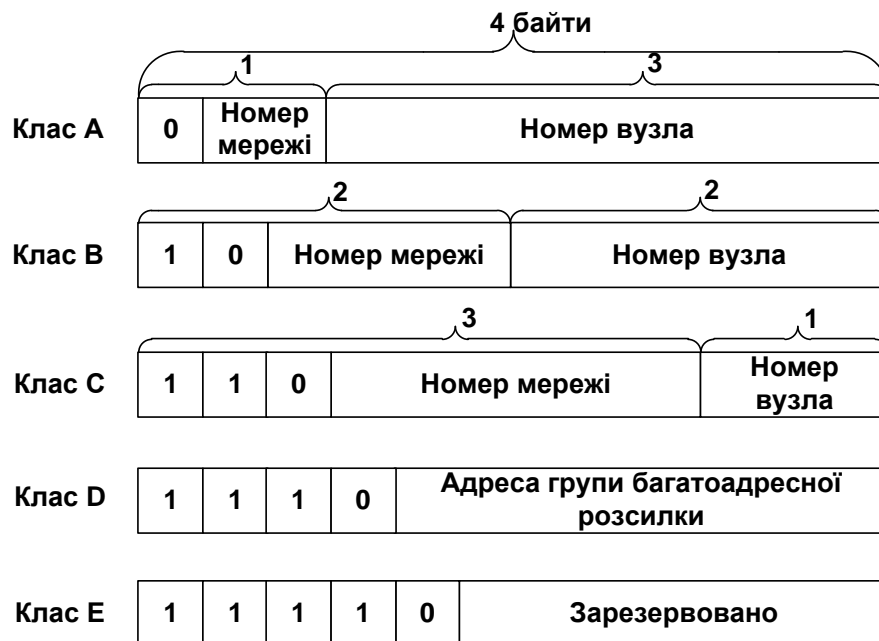 4 байти
1 3
Клас А 0 Номер мережі Номер вузла
2 2
Клас В 1 0 Номер мережі Номер вузла
3 1
Клас С 1 1 0 Номер мережі Номер вузла
Клас D 1 1 1 0 Адреса групи багатоадресної розсилки
Клас Е 1 1 1 1 0 Зарезервовано